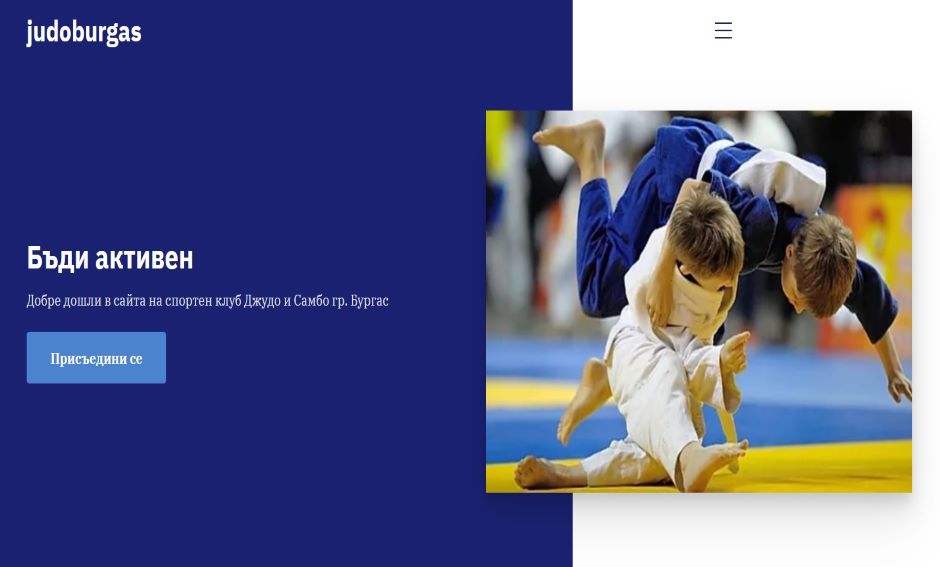 judoburgas
Бъди активен
Добре дошли в сайта на спортен клуб Джудо и Самбо гр. Бургас
Присъедини се